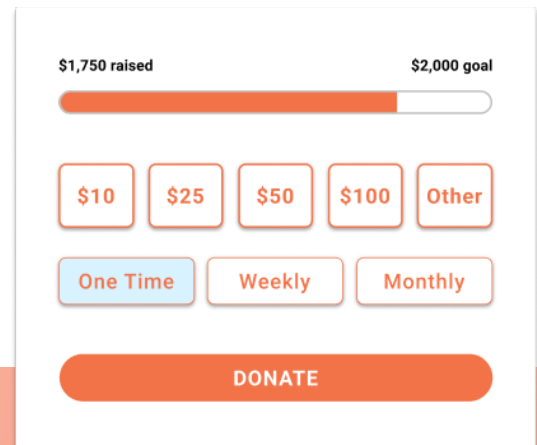 $1,750 raised $2,000 goal
$10 $25 $50 $100 Other
One Time Weekly Monthly
DONATE